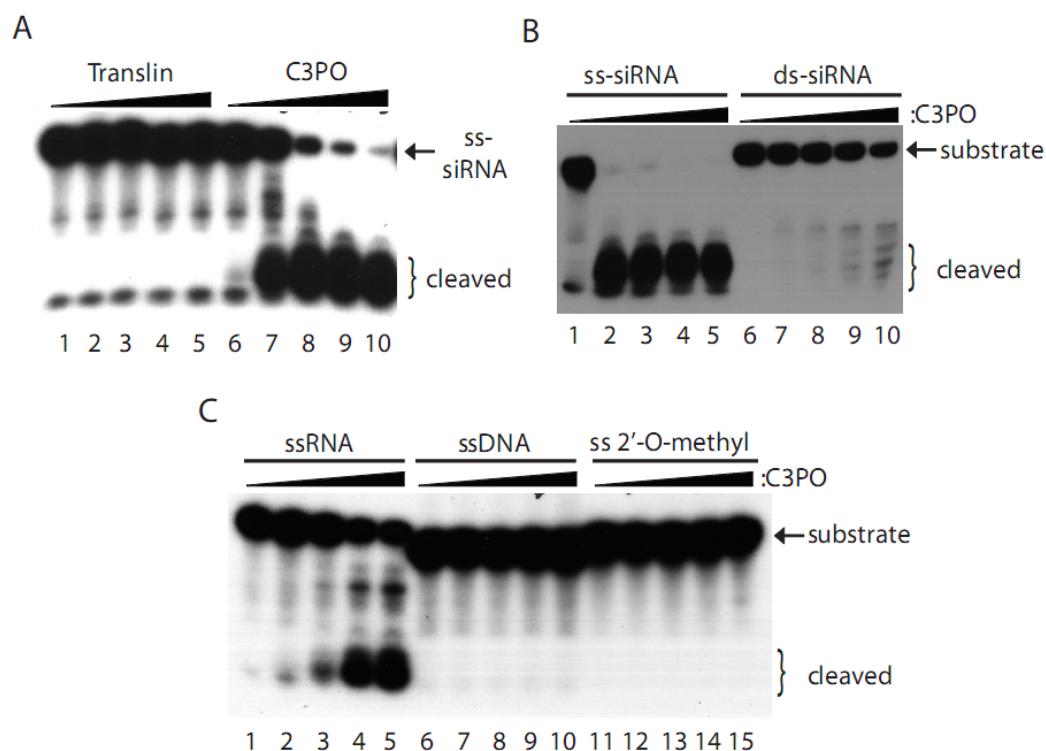 A
Translin C3PO
ss-
siRNA
cleaved
1 2 3 4 5 6 7 8 9 10
B
ss-siRNA ds-siRNA
:C3PO
substrate
cleaved
1 2 3 4 5 6 7 8 9 10
C
ssRNA ssDNA ss 2'-O-methyl
:C3PO
substrate
cleaved
1 2 3 4 5 6 7 8 9 10 11 12 13 14 15